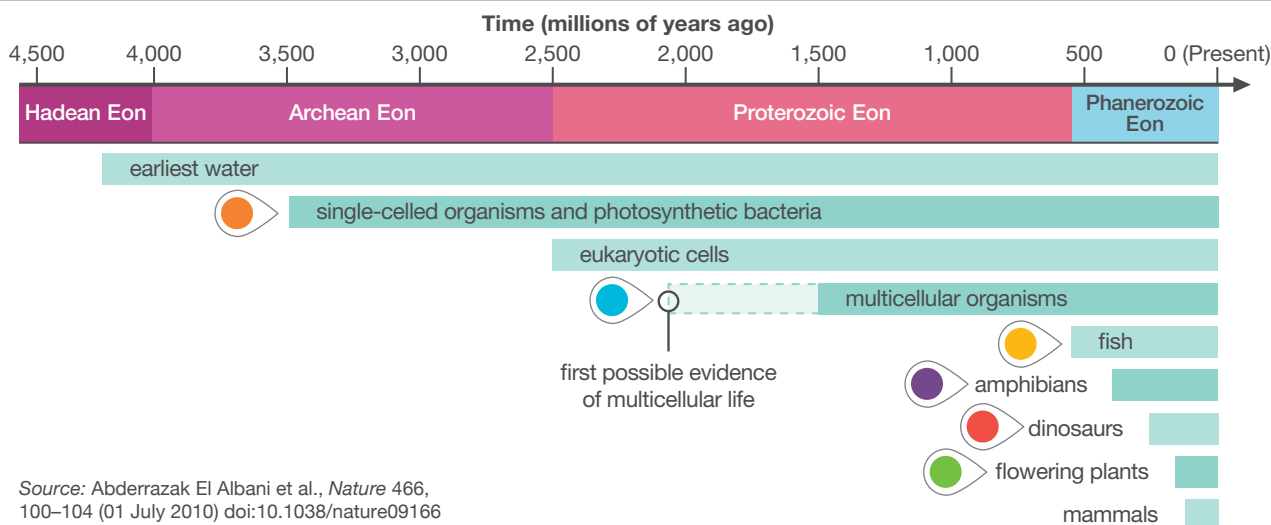 Time (millions of years ago)
4,500 4,000 3,500 3,000 2,500 2,000 1,500 1,000 500 0 (Present)
Hadean Eon Archean Eon Proterozoic Eon Phanerozoic
Eon
earliest water
single-celled organisms and photosynthetic bacteria
eukaryotic cells
multicellular organisms
fish
first possible evidence
of multicellular life
amphibians
dinosaurs
flowering plants
mammals
Source: Abderrazak El Albani et al., Nature 466,
100–104 (01 July 2010) doi:10.1038/nature09166